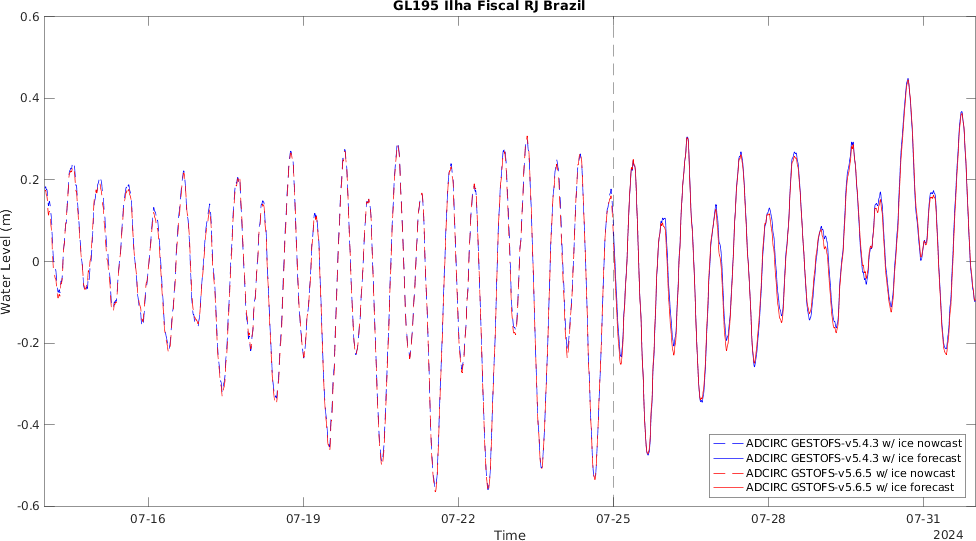 GL195 Ilha Fiscal RJ Brazil
0.6
0.4
0.2
0
-0.2
-0.4
-0.6
Water Level (m)
07-16
07-19
07-22
07-25
07-28
07-31
Time
2024
ADCIRC GESTOFS-v5.4.3 w/ ice nowcast
ADCIRC GESTOFS-v5.4.3 w/ ice forecast
ADCIRC GSTOFS-v5.6.5 w/ ice nowcast
ADCIRC GSTOFS-v5.6.5 w/ ice forecast